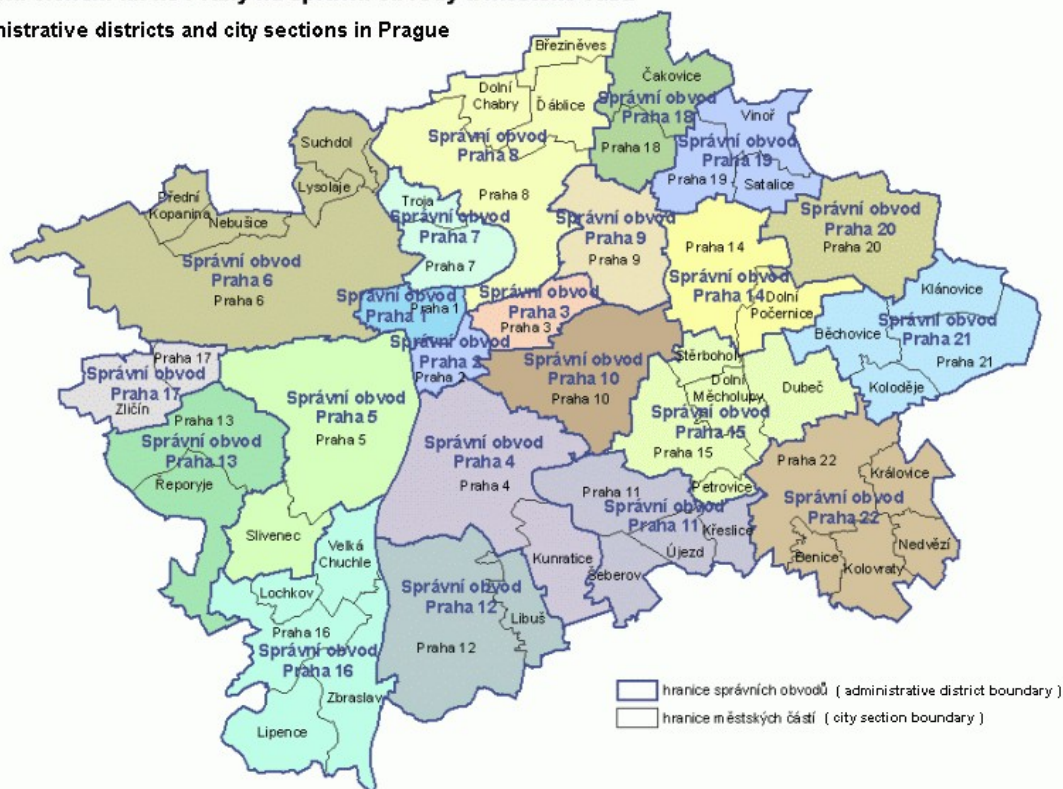 nistrative districts and city sections in Prague
Březiněves
Čakovice
Dolní
Chabry
Ďáblice
Správní obvod
Praha 18
Praha 18
Vinoř
Suchdol
Správní obvod
Praha 8
Praha 8
Správní obvod
Praha 19
Praha 19
Satalice
Lysolaje
Přední
Kopanina
Nebušice
Troja
Správní obvod
Praha 7
Praha 7
Správní obvod
Praha 9
Praha 9
Správní obvod
Praha 20
Praha 20
Správní obvod
Praha 6
Praha 6
Praha 14
Správní obvod
Praha 14
Dolní
Počernice
Klánovice
Správní obvod
Praha 1
Praha 1
Správní obvod
Praha 3
Praha 3
Běchovice
Správní obvod
Praha 21
Praha 21
Koloděje
Správní obvod
Praha 2
Praha 2
Správní obvod
Praha 10
Praha 10
Štěrboholy
Dolní
Měcholupy
Dubeč
Správní obvod
Praha 15
Praha 15
Petrovice
Praha 17
Správní obvod
Praha 17
Zličín
Správní obvod
Praha 5
Praha 5
Praha 13
Správní obvod
Praha 13
Řeporyje
Správní obvod
Praha 4
Praha 4
Praha 11
Správní obvod
Praha 11
Křeslice
Újezd
Šeberov
Kunratice
Praha 22
Královice
Správní obvod
Praha 22
Nedvězí
Benice
Kolovraty
Slivenec
Velká
Chuchle
Lochkov
Praha 16
Správní obvod
Praha 16
Zbraslav
Lipence
Správní obvod
Praha 12
Praha 12
Libuš
hranice správních obvodů ( administrative district boundary )
hranice městských částí ( city section boundary )